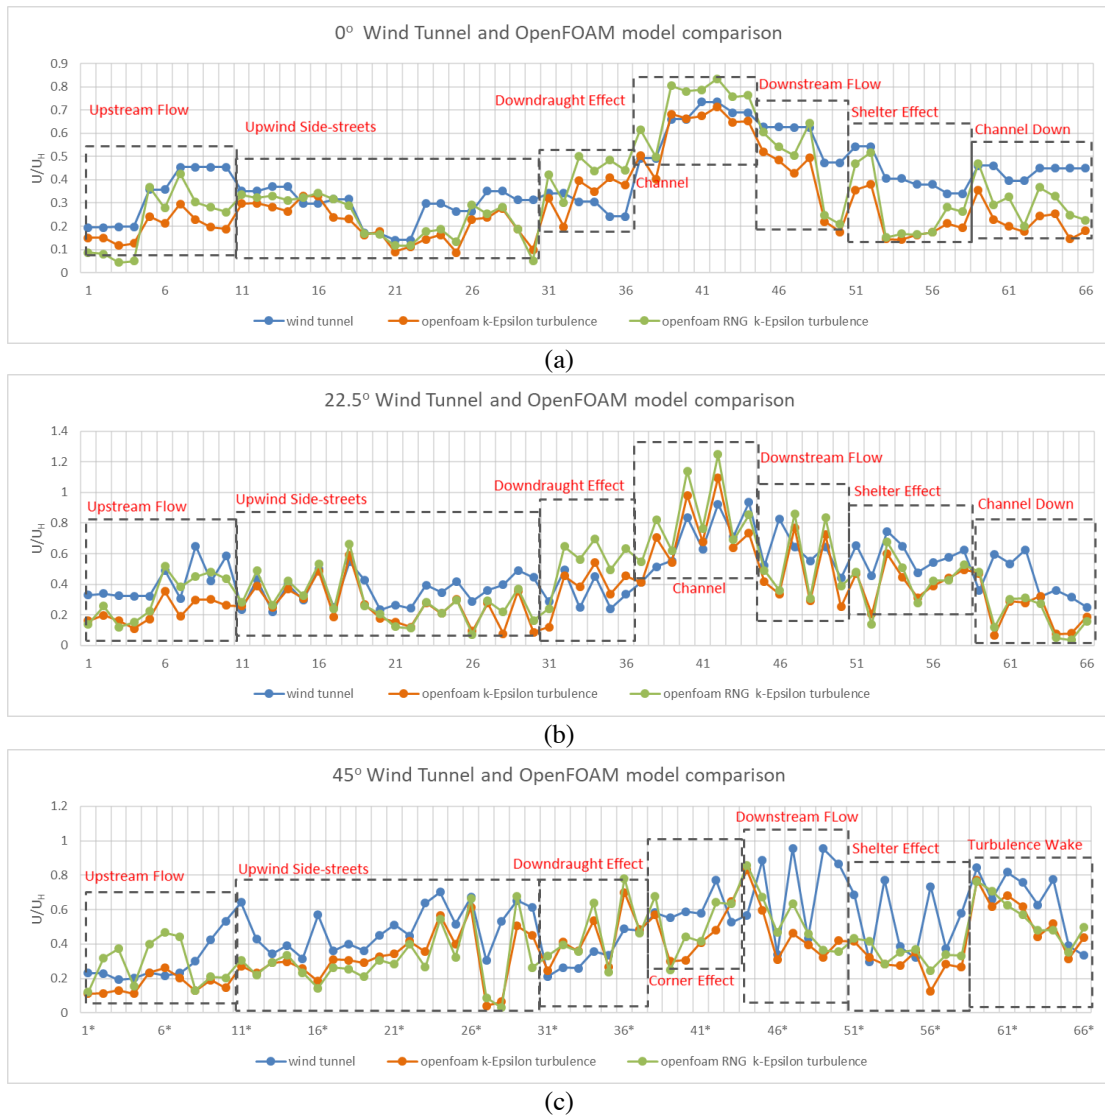 0° Wind Tunnel and OpenFOAM model comparison
U/U_H
0.9
0.8
0.7
0.6
0.5
0.4
0.3
0.2
0.1
0
Upstream Flow
Upwind Side-streets
Downdraught Effect
Channel
Downstream FLow
Shelter Effect
Channel Down
1 6 11 16 21 26 31 36 41 46 51 56 61 66
wind tunnel openfoam k-Epsilon turbulence openfoam RNG k-Epsilon turbulence
(a)
22.5° Wind Tunnel and OpenFOAM model comparison
U/U_H
1.4
1.2
1
0.8
0.6
0.4
0.2
0
Upstream Flow
Upwind Side-streets
Downdraught Effect
Channel
Downstream FLow
Shelter Effect
Channel Down
1 6 11 16 21 26 31 36 41 46 51 56 61 66
wind tunnel openfoam k-Epsilon turbulence openfoam RNG k-Epsilon turbulence
(b)
45° Wind Tunnel and OpenFOAM model comparison
U/U_H
1.2
1
0.8
0.6
0.4
0.2
0
Upstream Flow
Upwind Side-streets
Downdraught Effect
Corner Effect
Downstream FLow
Shelter Effect
Turbulence Wake
1* 6* 11* 16* 21* 26* 31* 36* 41* 46* 51* 56* 61* 66*
wind tunnel openfoam k-Epsilon turbulence openfoam RNG k-Epsilon turbulence
(c)